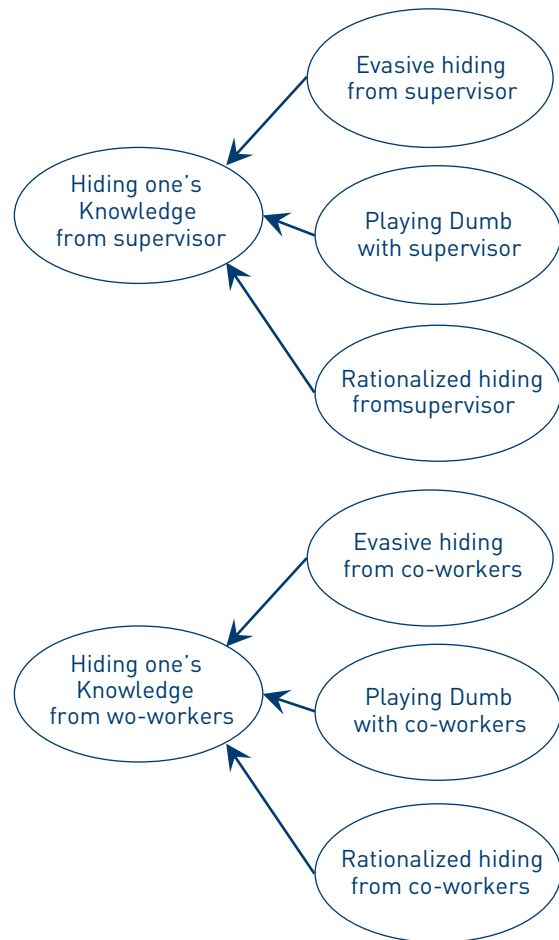 Evasive hiding
from supervisor
Hiding one’s
Knowledge
from supervisor
Playing Dumb
with supervisor
Rationalized hiding
fromsupervisor
Evasive hiding
from co-workers
Hiding one’s
Knowledge
from wo-workers
Playing Dumb
with co-workers
Rationalized hiding
from co-workers